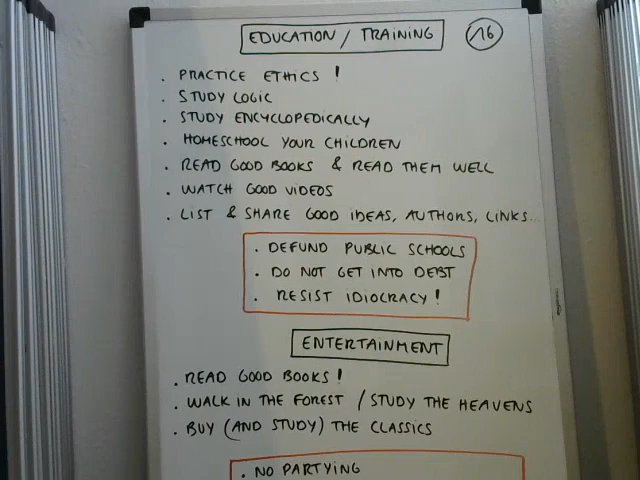 EDUCATION / TRAINING 16
. PRACTICE ETHICS !
. STUDY LOGIC
. STUDY ENCYCLOPEDICALLY
. HOMESCHOOL YOUR CHILDREN
. READ GOOD BOOKS & READ THEM WELL
. WATCH GOOD VIDEOS
. LIST & SHARE GOOD IDEAS, AUTHORS, LINKS...
. DEFUND PUBLIC SCHOOLS
. DO NOT GET INTO DEBT
. RESIST IDIOCRACY !
ENTERTAINMENT
. READ GOOD BOOKS !
. WALK IN THE FOREST / STUDY THE HEAVENS
. BUY (AND STUDY) THE CLASSICS
. NO PARTYING